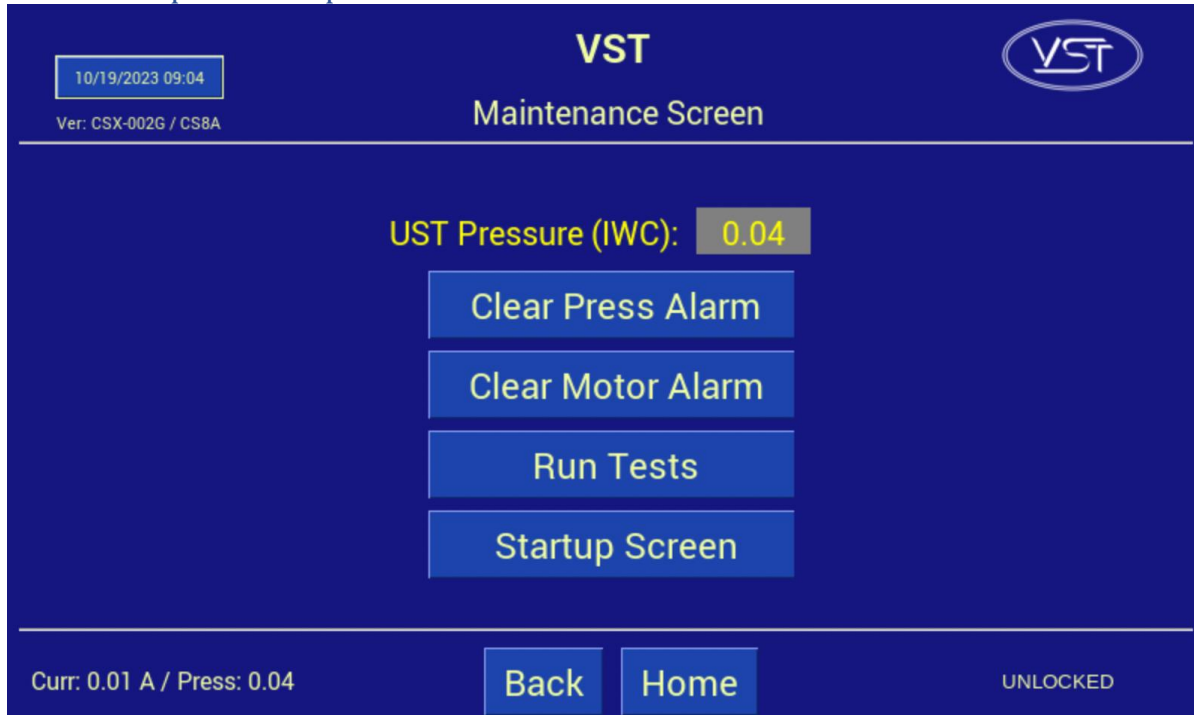 VST
10/19/2023 09:04
VST
Ver: CSX-002G / CS8A
Maintenance Screen
UST Pressure (IWC): 0.04
Clear Press Alarm
Clear Motor Alarm
Run Tests
Startup Screen
Curr: 0.01 A / Press: 0.04
Back
Home
UNLOCKED